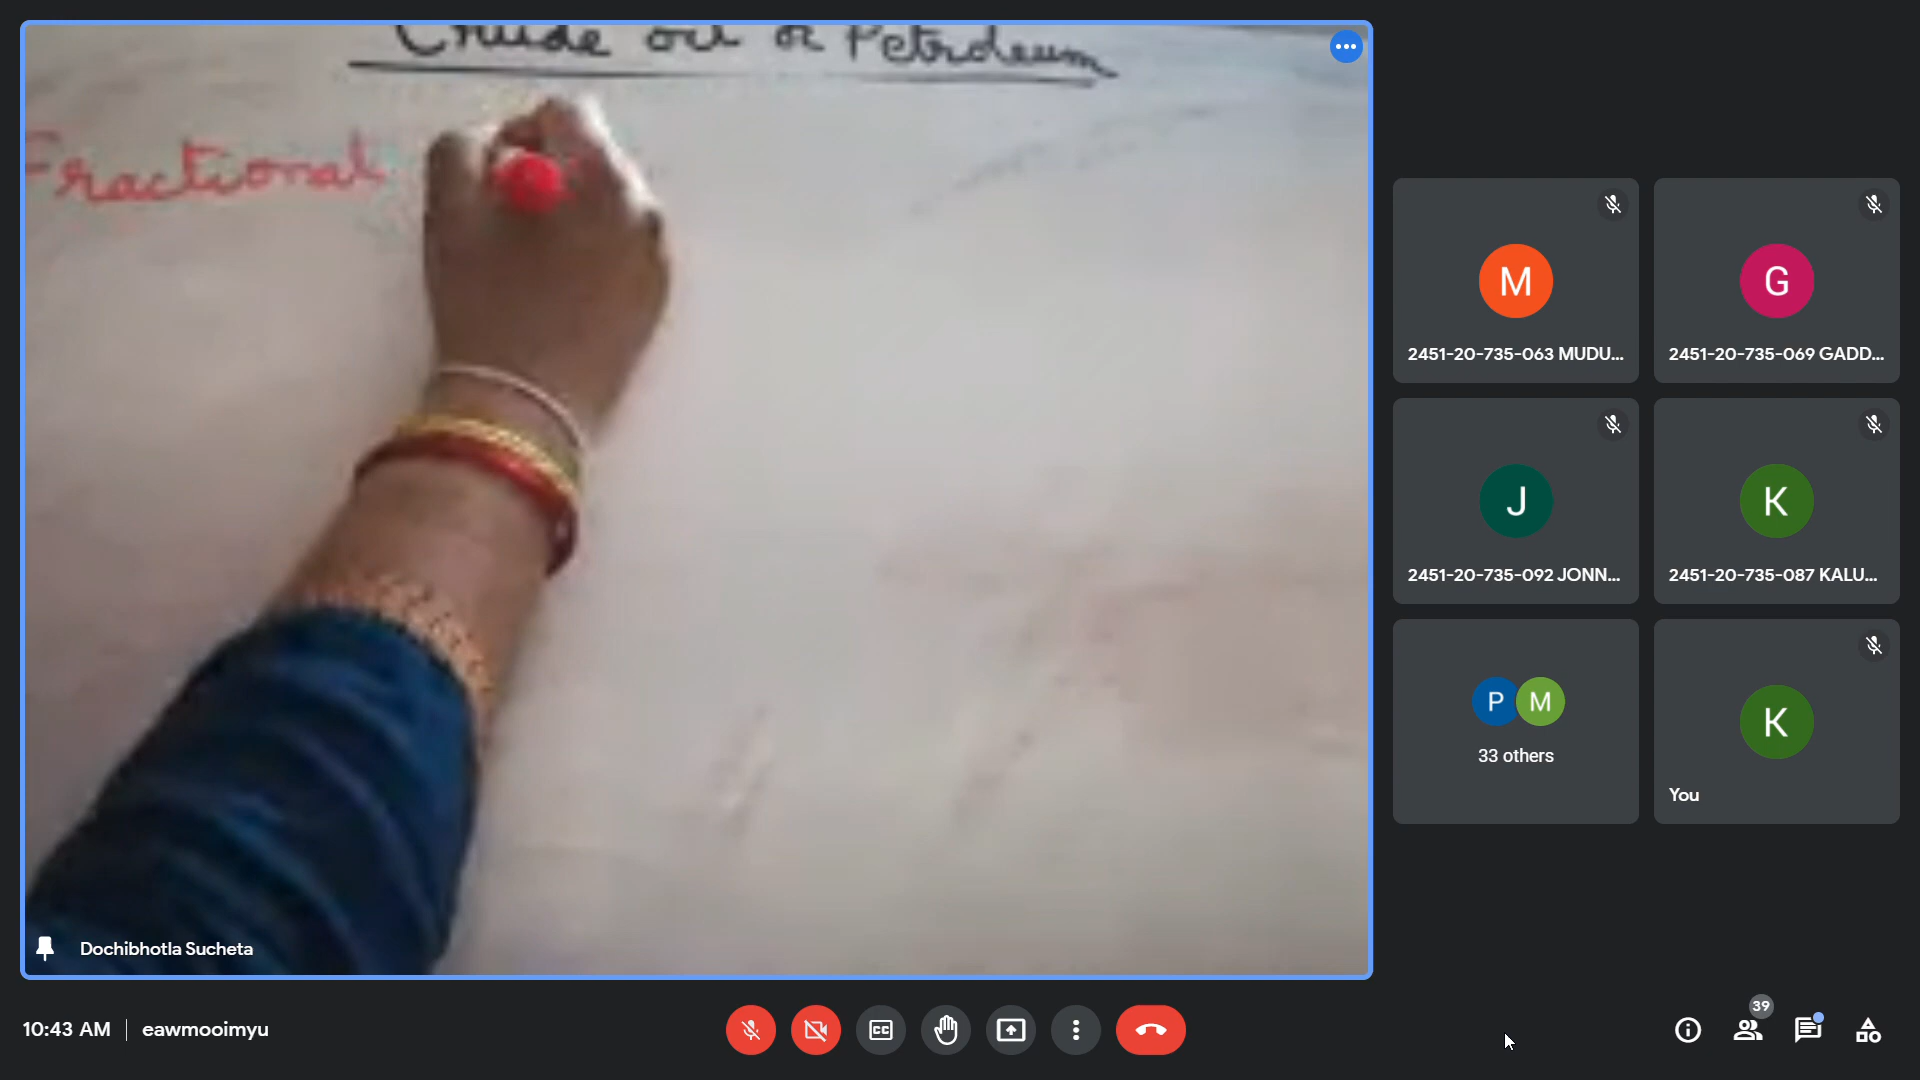 Crude oil or Petroleum
Fractional
Dochibhotla Sucheta
M
2451-20-735-063 MUDU...
G
2451-20-735-069 GADD...
J
2451-20-735-092 JONN...
K
2451-20-735-087 KALU...
P M
33 others
K
You
10:43 AM | eawmooimyu
CC
39